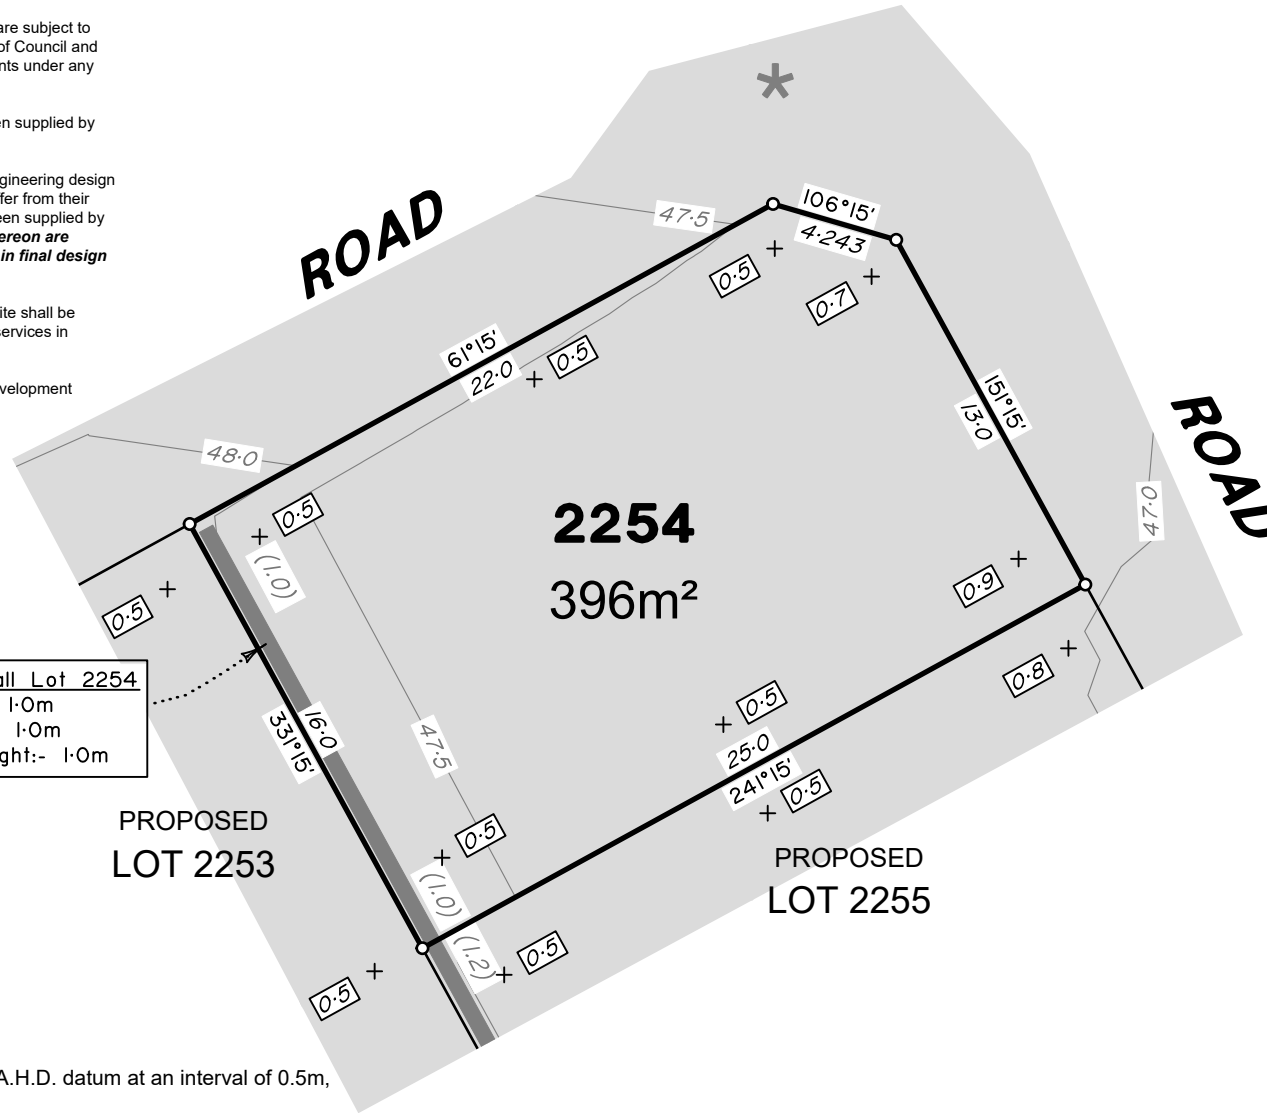 are subject to
of Council and
nts under any
en supplied by
gineering design
fer from their
een supplied by
ereon are
in final design
ite shall be
services in
velopment
*
ROAD
47·5
106°15'
4·243
0·5
0·7
61°15'
22·0
0·5
151°15'
13·0
ROAD
48·0
47·0
0·5
(1.0)
2254
396m²
0·9
0·5
0·8
all Lot 2254
1·0m
1·0m
ght:- 1·0m
331°15'
16·0
47·5
0·5
25·0
241°15'
0·5
PROPOSED
LOT 2253
0·5
(1.0)
PROPOSED
LOT 2255
(1.2)
0·5
0·5
A.H.D. datum at an interval of 0.5m,